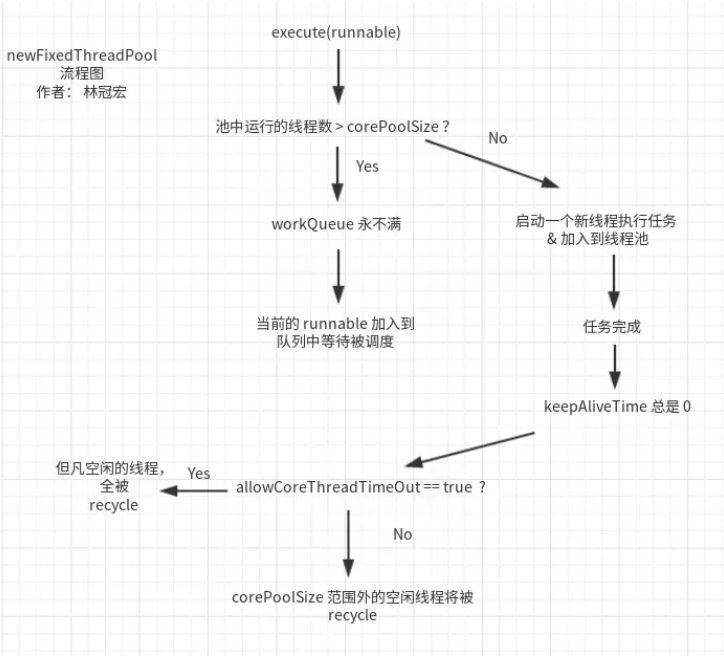 execute(runnable)
newFixedThreadPool
流程图
作者： 林冠宏
池中运行的线程数 > corePoolSize ?
No
Yes
workQueue 永不满
启动一个新线程执行任务
& 加入到线程池
当前的 runnable 加入到
队列中等待被调度
任务完成
keepAliveTime 总是 0
但凡空闲的线程，
全被
recycle
Yes
allowCoreThreadTimeOut == true ?
No
corePoolSize 范围外的空闲线程将被
recycle